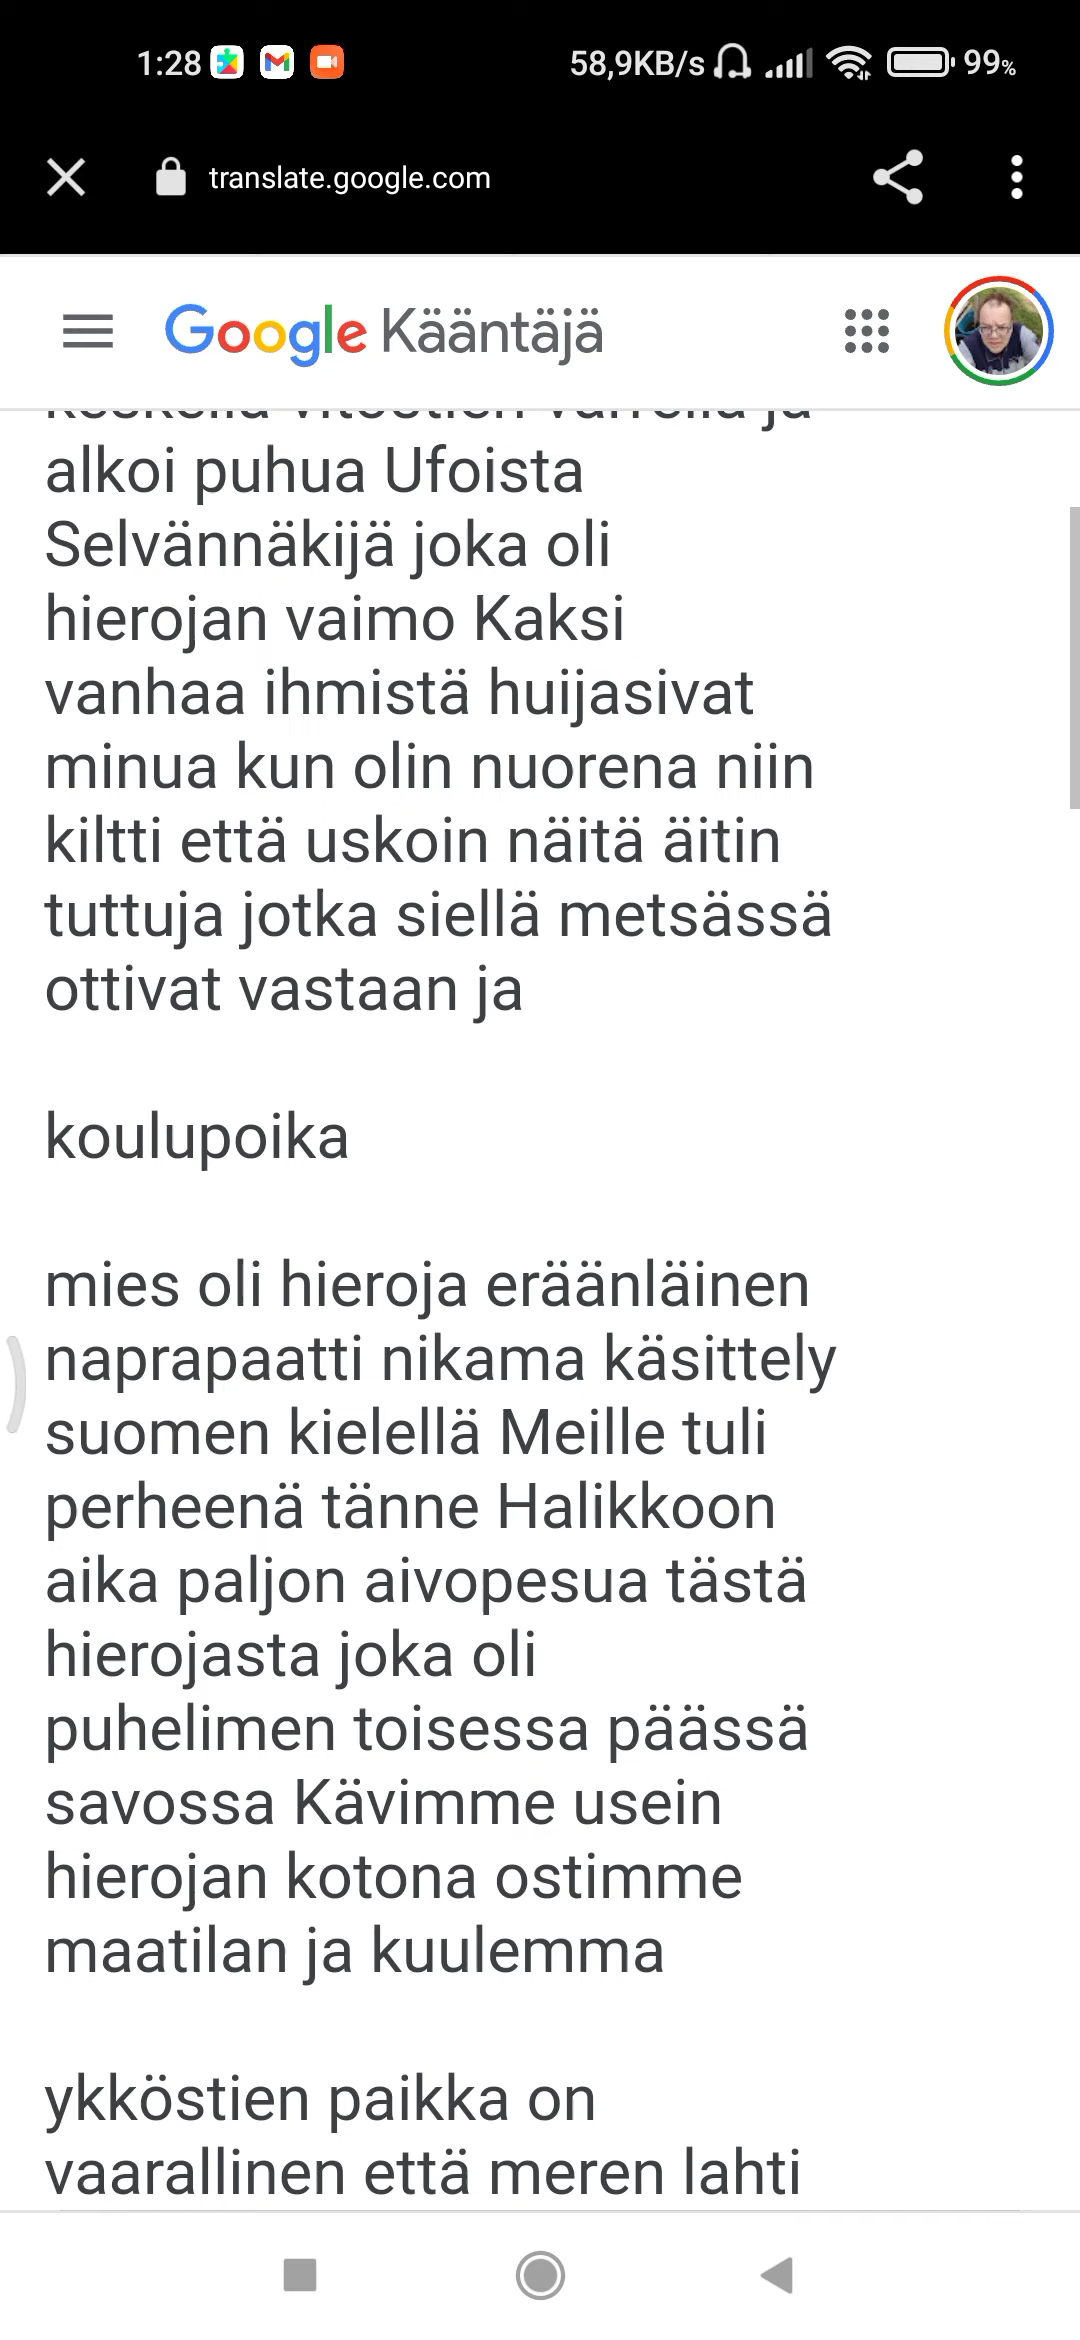 1:28 58,9KB/s 99%
translate.google.com
Google Kääntäjä
keskellä viitostien varrella ja
alkoi puhua Ufoista
Selvännäkijä joka oli
hierojan vaimo Kaksi
vanhaa ihmistä huijasivat
minua kun olin nuorena niin
kiltti että uskoin näitä äitin
tuttuja jotka siellä metsässä
ottivat vastaan ja
koulupoika
mies oli hieroja eräänläinen
naprapaatti nikama käsittely
suomen kielellä Meille tuli
perheenä tänne Halikkoon
aika paljon aivopesua tästä
hierojasta joka oli
puhelimen toisessa päässä
savossa Kävimme usein
hierojan kotona ostimme
maatilan ja kuulemma
ykköstien paikka on
vaarallinen että meren lahti